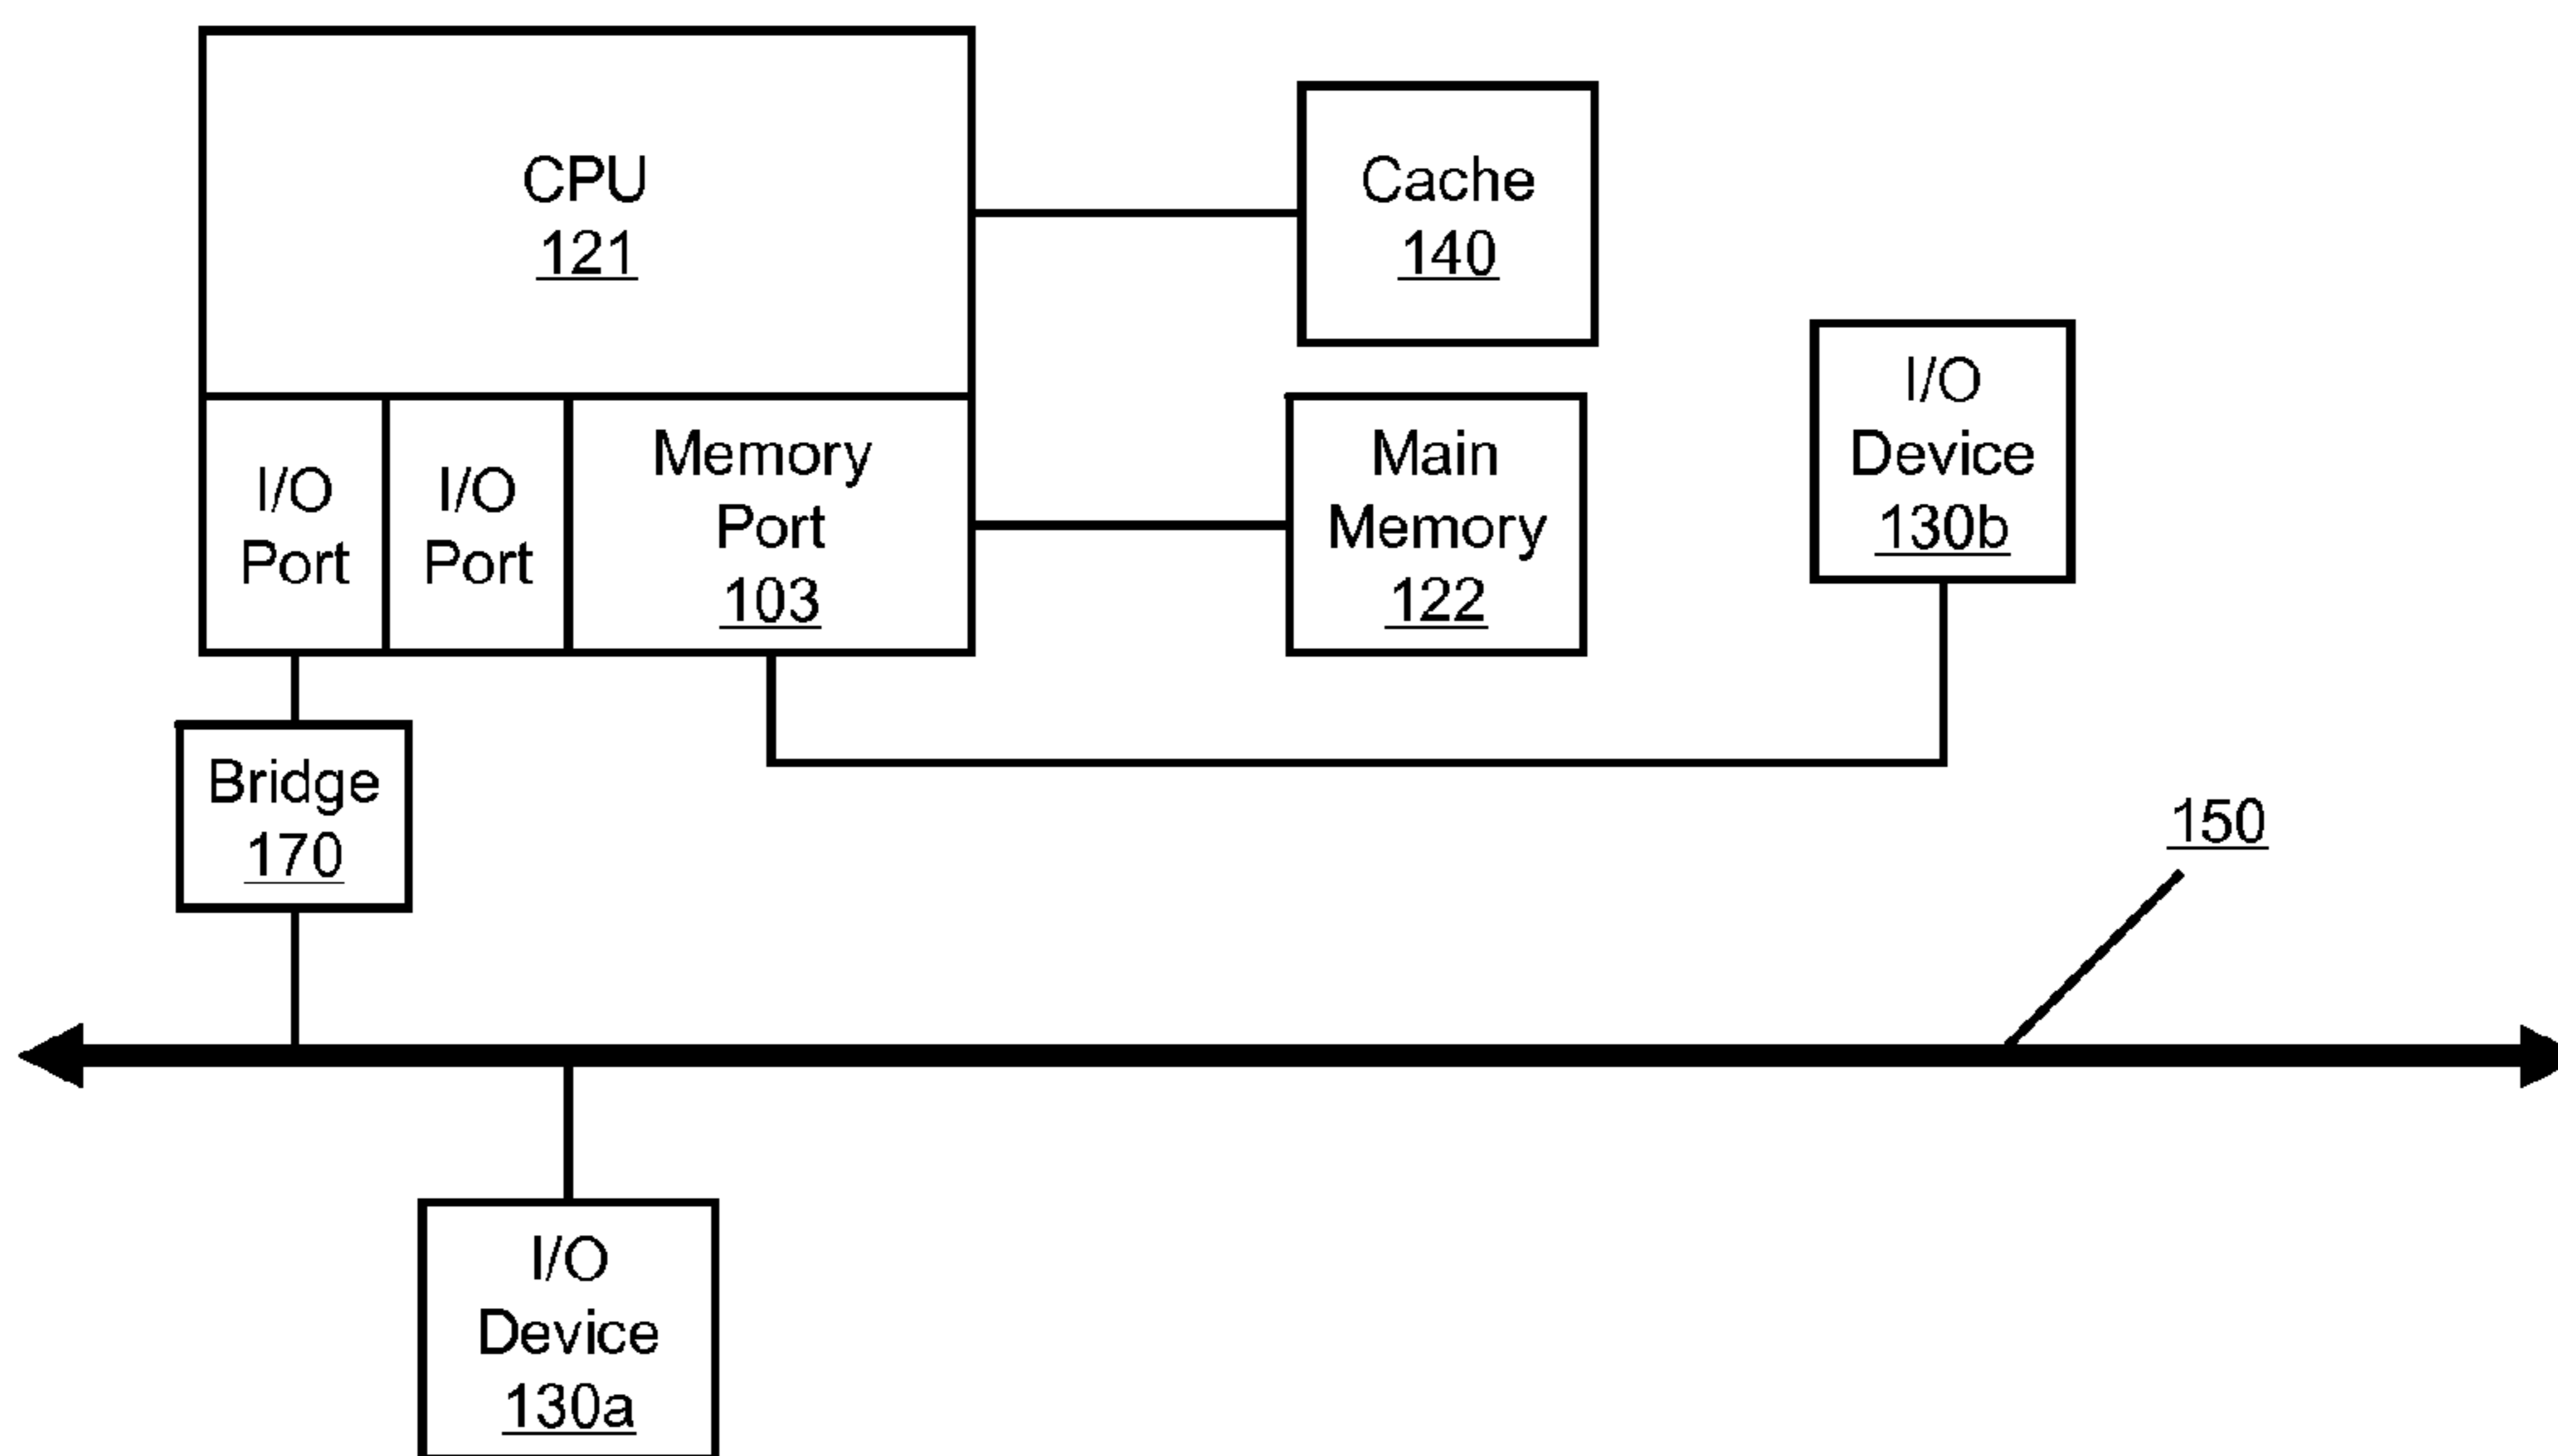 CPU
121
Cache
140
I/O
Port
I/O
Port
Memory
Port
103
Main
Memory
122
I/O
Device
130b
Bridge
170
150
I/O
Device
130a